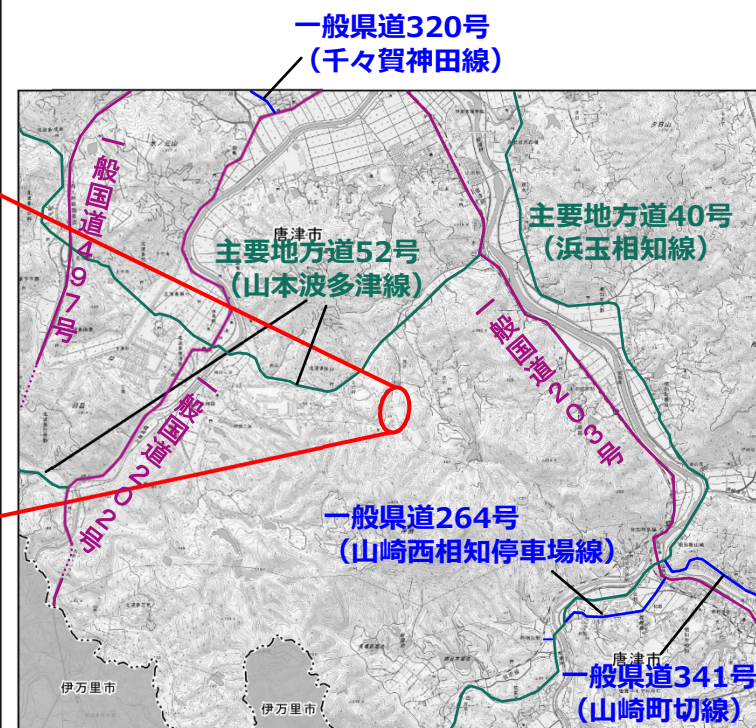 一般県道320号
（千々賀神田線）
一般国道497号
唐津市
主要地方道40号
（浜玉相知線）
主要地方道52号
（山本波多津線）
一般国道203号
一般国道202号
一般県道264号
（山崎西相知停車場線）
唐津市
一般県道341号
（山崎町切線）
伊万里市
伊万里市